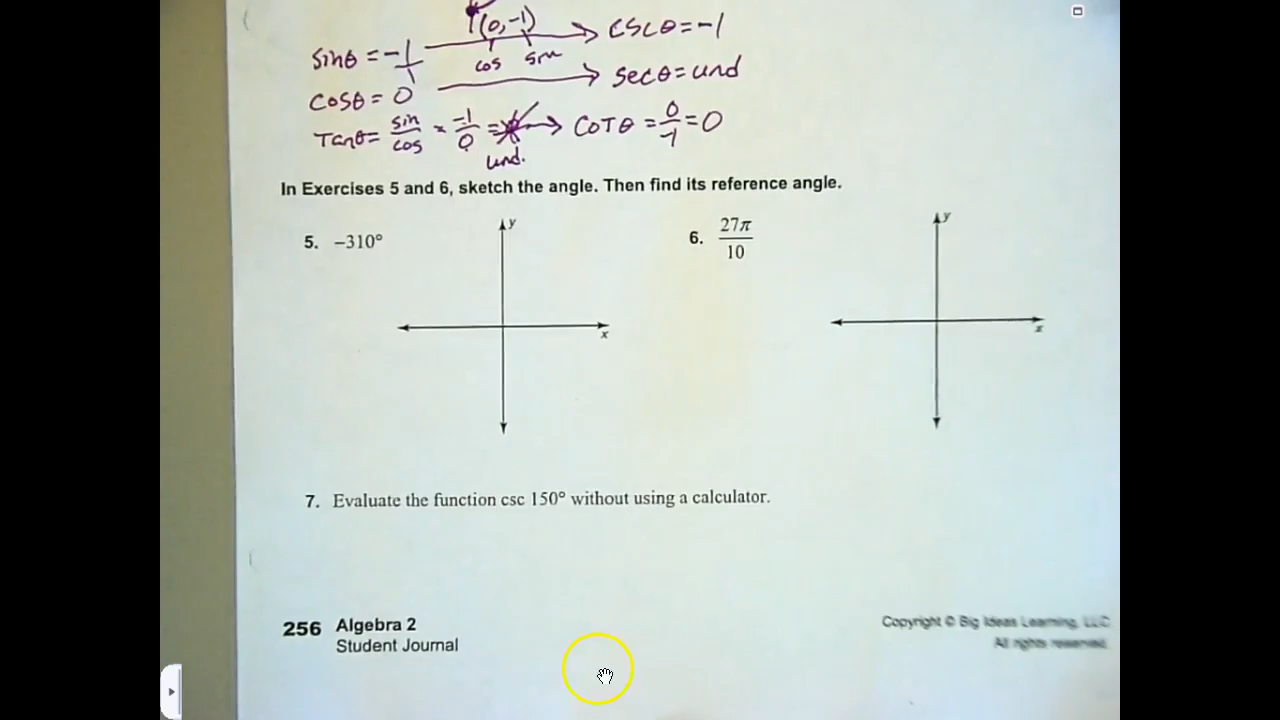 (0,-1)
cscθ = -1
sinθ = -1
cos sin
secθ = und
cosθ = 0
Tanθ = sin/cos = -1/0 = → COTθ = 0/-1 = 0
und.
In Exercises 5 and 6, sketch the angle. Then find its reference angle.
5. −310°
y
x
6. 27π/10
y
x
7. Evaluate the function csc 150° without using a calculator.
256 Algebra 2
Student Journal
Copyright © Big Ideas Learning, LLC
All rights reserved.